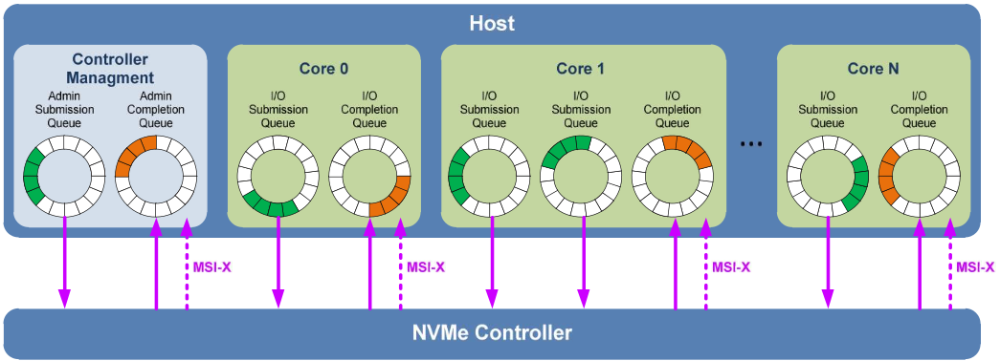 Host
Controller
Managment
Admin
Submission
Queue
Admin
Completion
Queue
Core 0
I/O
Submission
Queue
I/O
Completion
Queue
Core 1
I/O
Submission
Queue
I/O
Submission
Queue
I/O
Completion
Queue
...
Core N
I/O
Submission
Queue
I/O
Completion
Queue
MSI-X
MSI-X
MSI-X
MSI-X
NVMe Controller